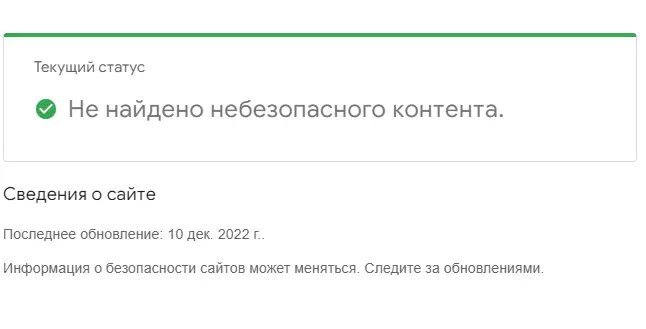 Текущий статус
Не найдено небезопасного контента.
Сведения о сайте
Последнее обновление: 10 дек. 2022 г..
Информация о безопасности сайтов может меняться. Следите за обновлениями.